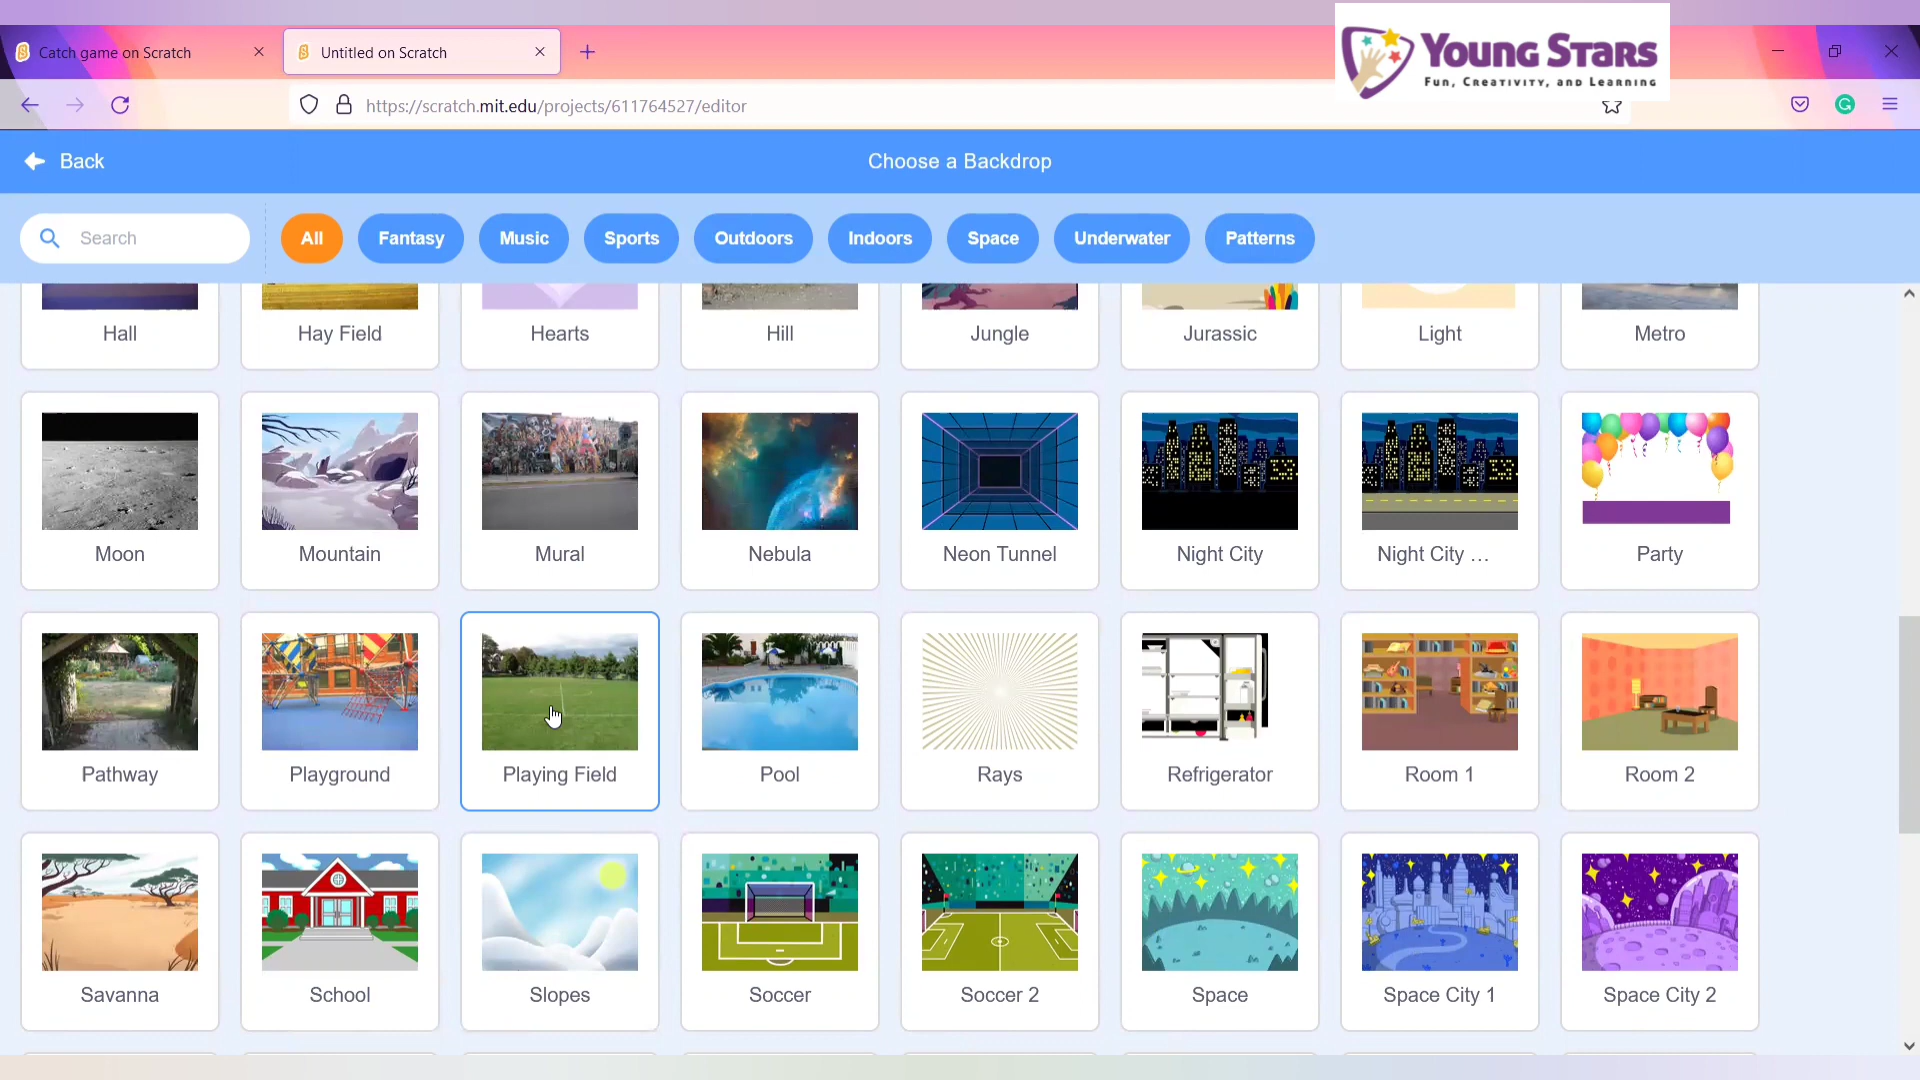 Catch game on Scratch
Untitled on Scratch
Young Stars
Fun, Creativity, and Learning
https://scratch.mit.edu/projects/611764527/editor
Back
Choose a Backdrop
Search
All
Fantasy
Music
Sports
Outdoors
Indoors
Space
Underwater
Patterns
Hall
Hay Field
Hearts
Hill
Jungle
Jurassic
Light
Metro
Moon
Mountain
Mural
Nebula
Neon Tunnel
Night City
Night City ...
Party
Pathway
Playground
Playing Field
Pool
Rays
Refrigerator
Room 1
Room 2
Savanna
School
Slopes
Soccer
Soccer 2
Space
Space City 1
Space City 2